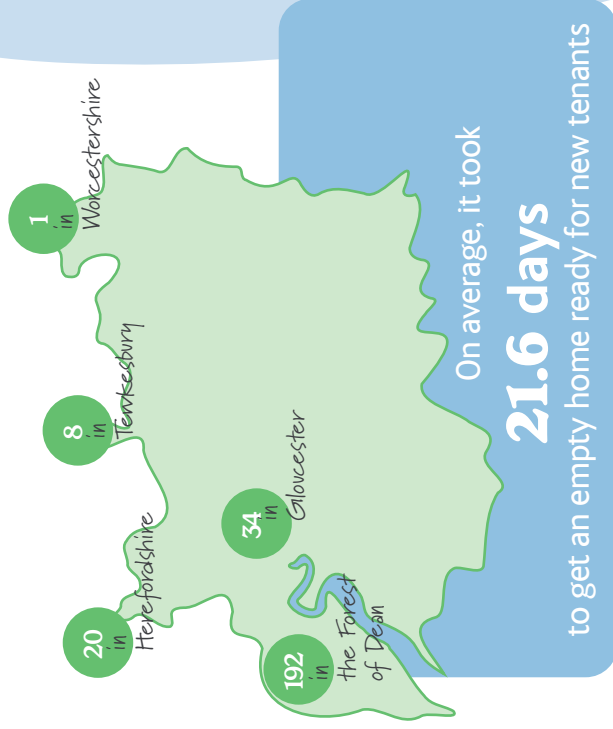 20
in
Herefordshire
8
in
Tewkesbury
1
in
Worcestershire
34
in
Gloucester
192
in
the Forest
of Dean
On average, it took
21.6 days
to get an empty home ready for new tenants